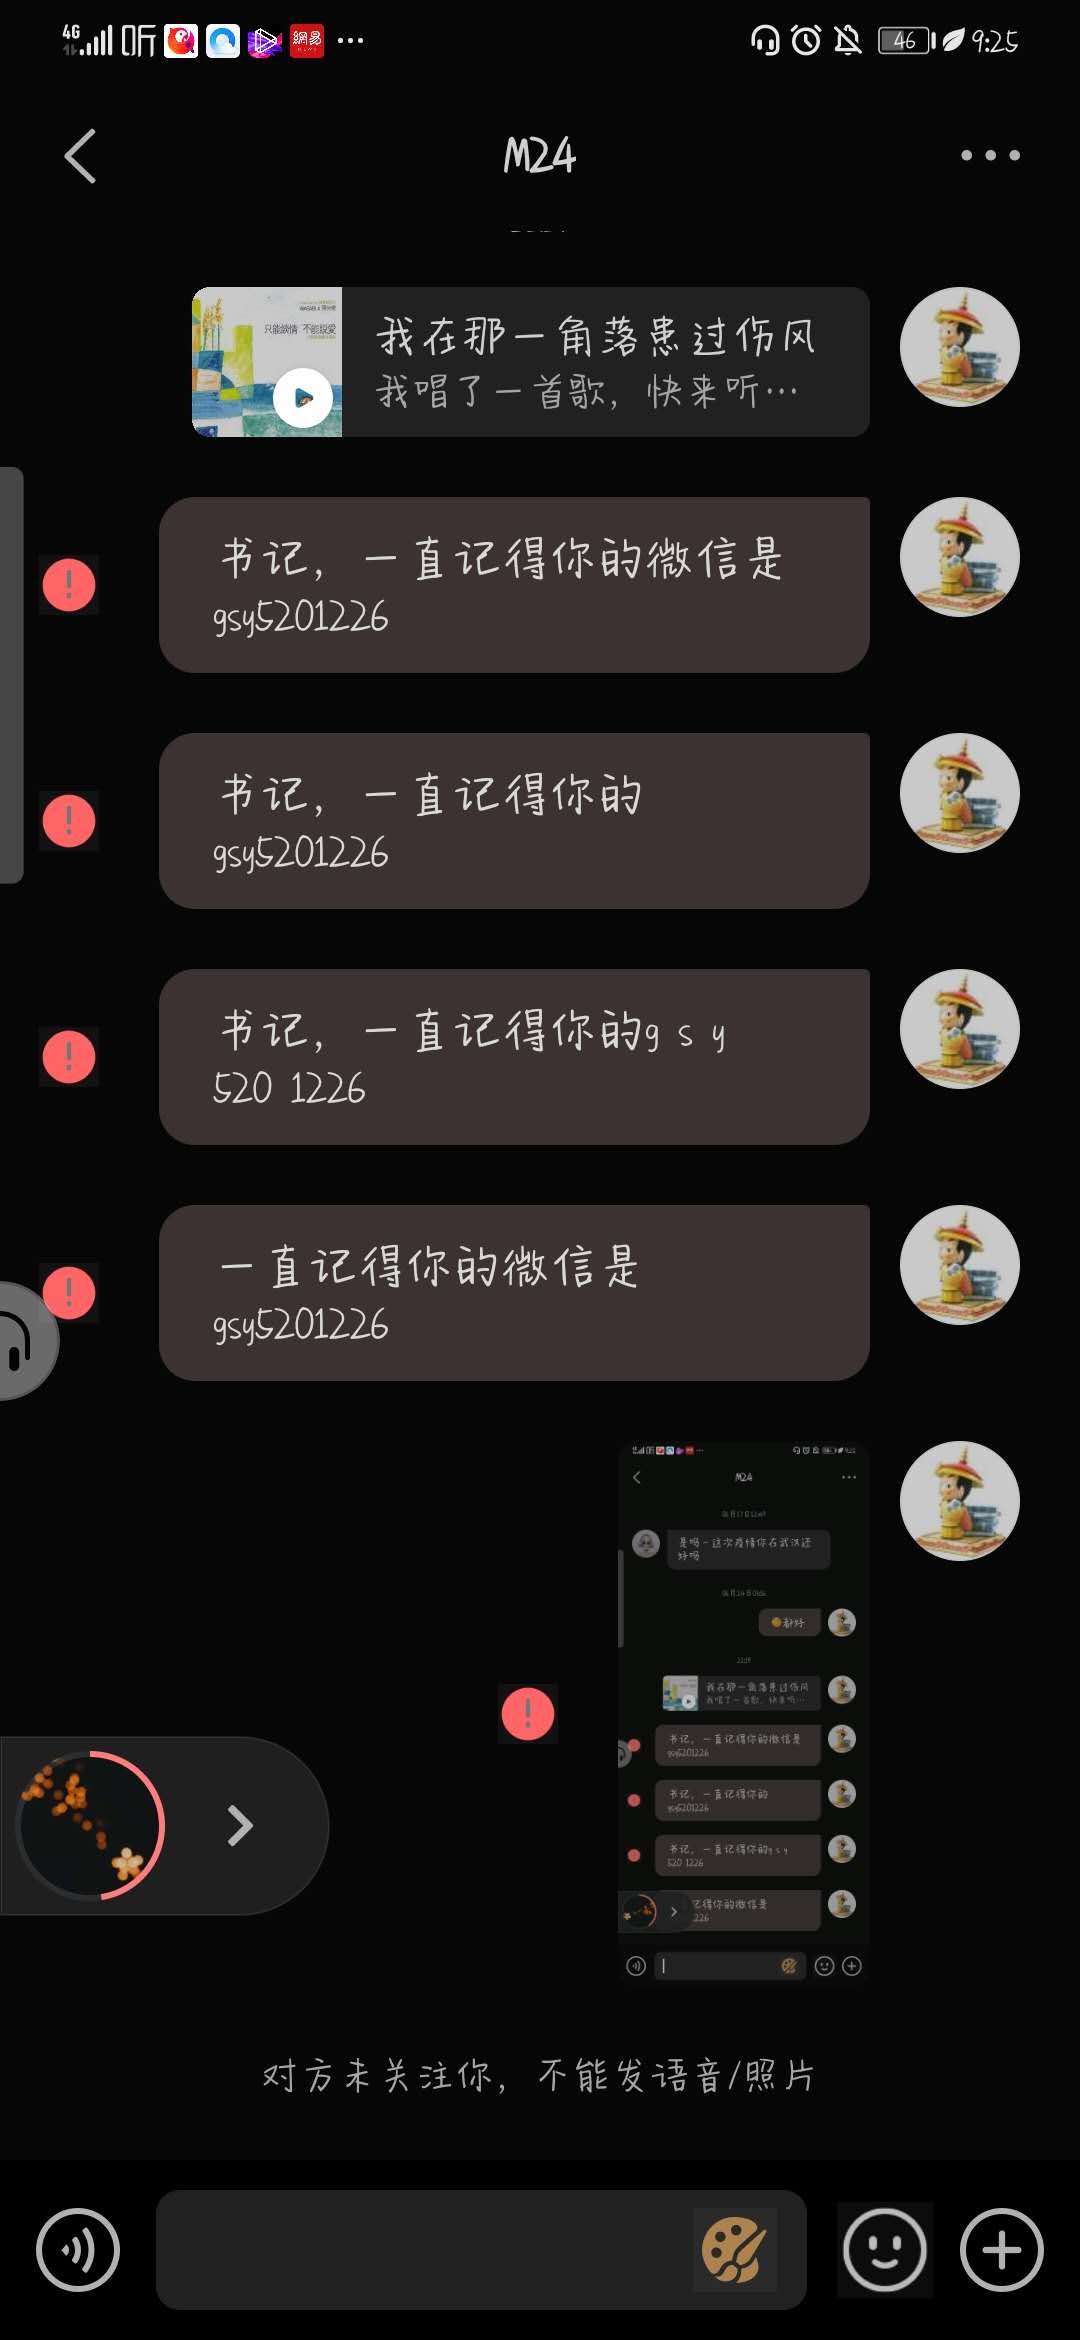 4G 听 網易 ··· 46 9:25
M24
只能談情 不能說愛
我在那一角落患过伤风
我唱了一首歌，快来听···
书记，一直记得你的微信是
gsy5201226
书记，一直记得你的
gsy5201226
书记，一直记得你的g s y
520 1226
一直记得你的微信是
gsy5201226
M24
是吗-这次疫情你在武汉还
好吗
都好
我在那一角落患过伤风
我唱了一首歌，快来听···
书记，一直记得你的微信是
gsy5201226
书记，一直记得你的
gsy5201226
书记，一直记得你的g s y
520 1226
记得你的微信是
226
对方未关注你，不能发语音/照片